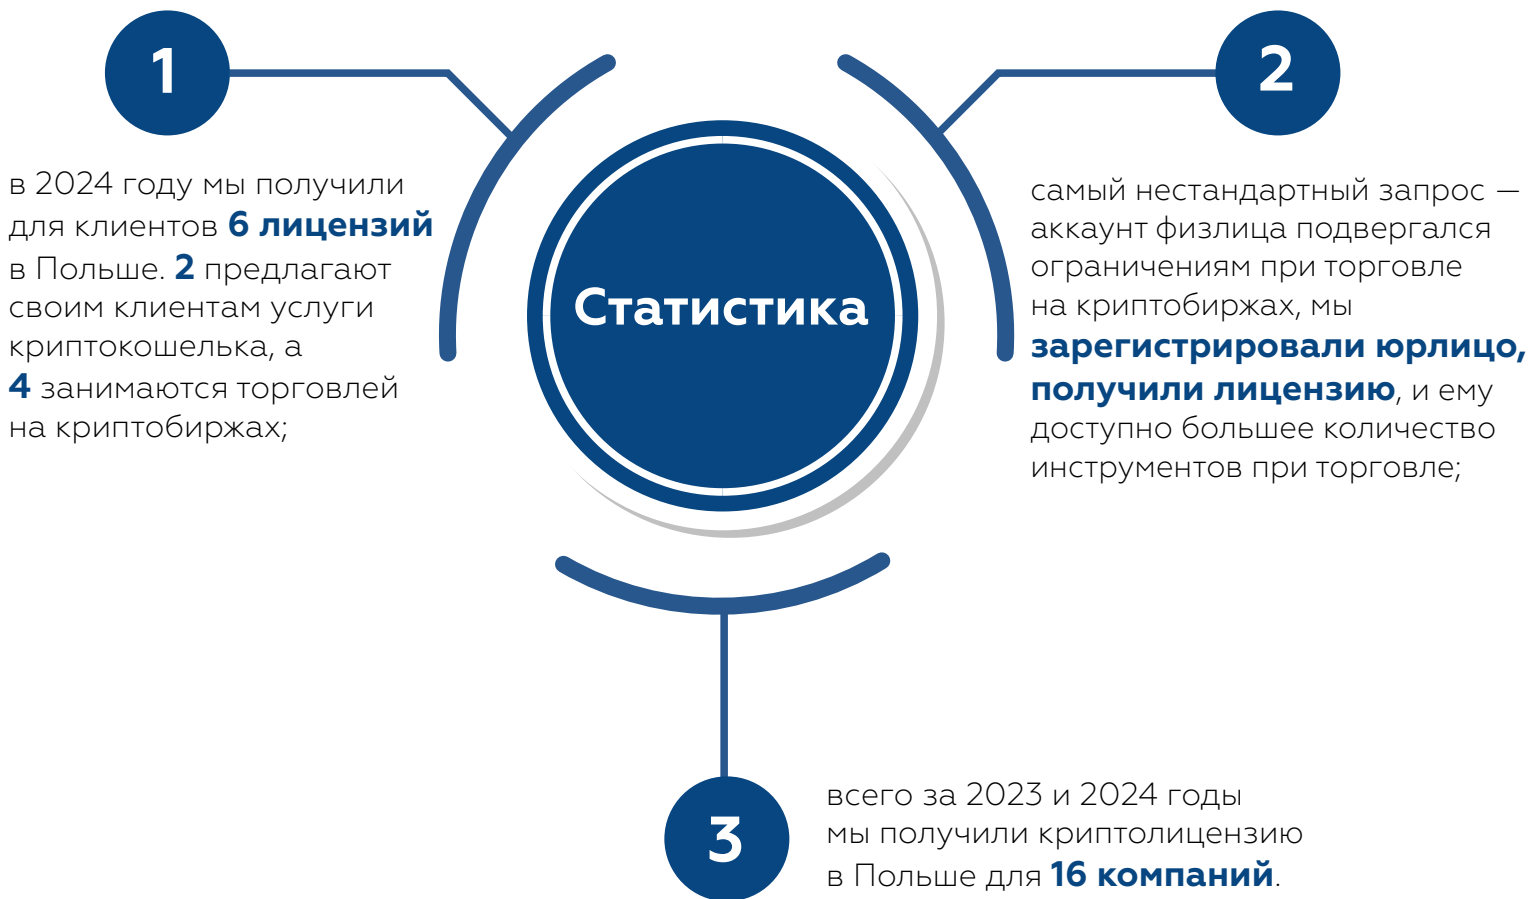 1
в 2024 году мы получили
для клиентов 6 лицензий
в Польше. 2 предлагают
своим клиентам услуги
криптокошелька, а
4 занимаются торговлей
на криптобиржах;
Статистика
2
самый нестандартный запрос —
аккаунт физлица подвергался
ограничениям при торговле
на криптобиржах, мы
зарегистрировали юрлицо,
получили лицензию, и ему
доступно большее количество
инструментов при торговле;
3
всего за 2023 и 2024 годы
мы получили криптолицензию
в Польше для 16 компаний.